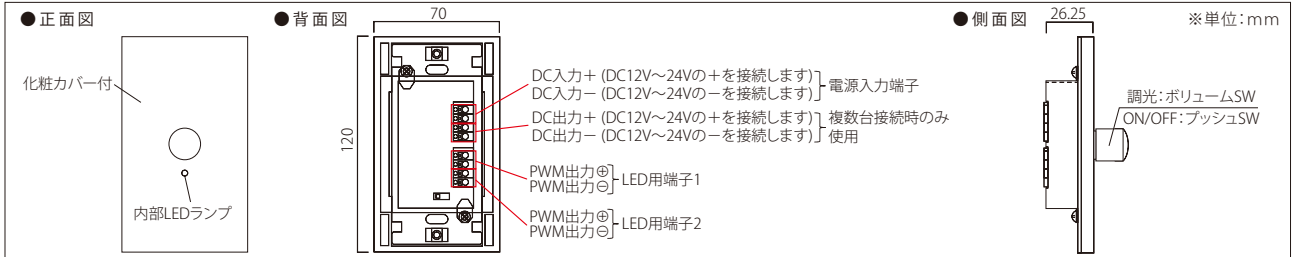 ●正面図
化粧カバー付
内部LEDランプ
●背面図
70
120
DC入力+ (DC12V～24Vの+を接続します)
DC入力− (DC12V～24Vの−を接続します)
電源入力端子
DC出力+ (DC12V～24Vの+を接続します)
DC出力− (DC12V～24Vの−を接続します)
複数台接続時のみ
使用
PWM出力⊕
PWM出力⊖
LED用端子1
PWM出力⊕
PWM出力⊖
LED用端子2
●側面図
26.25
※単位：mm
調光：ボリュームSW
ON/OFF：プッシュSW